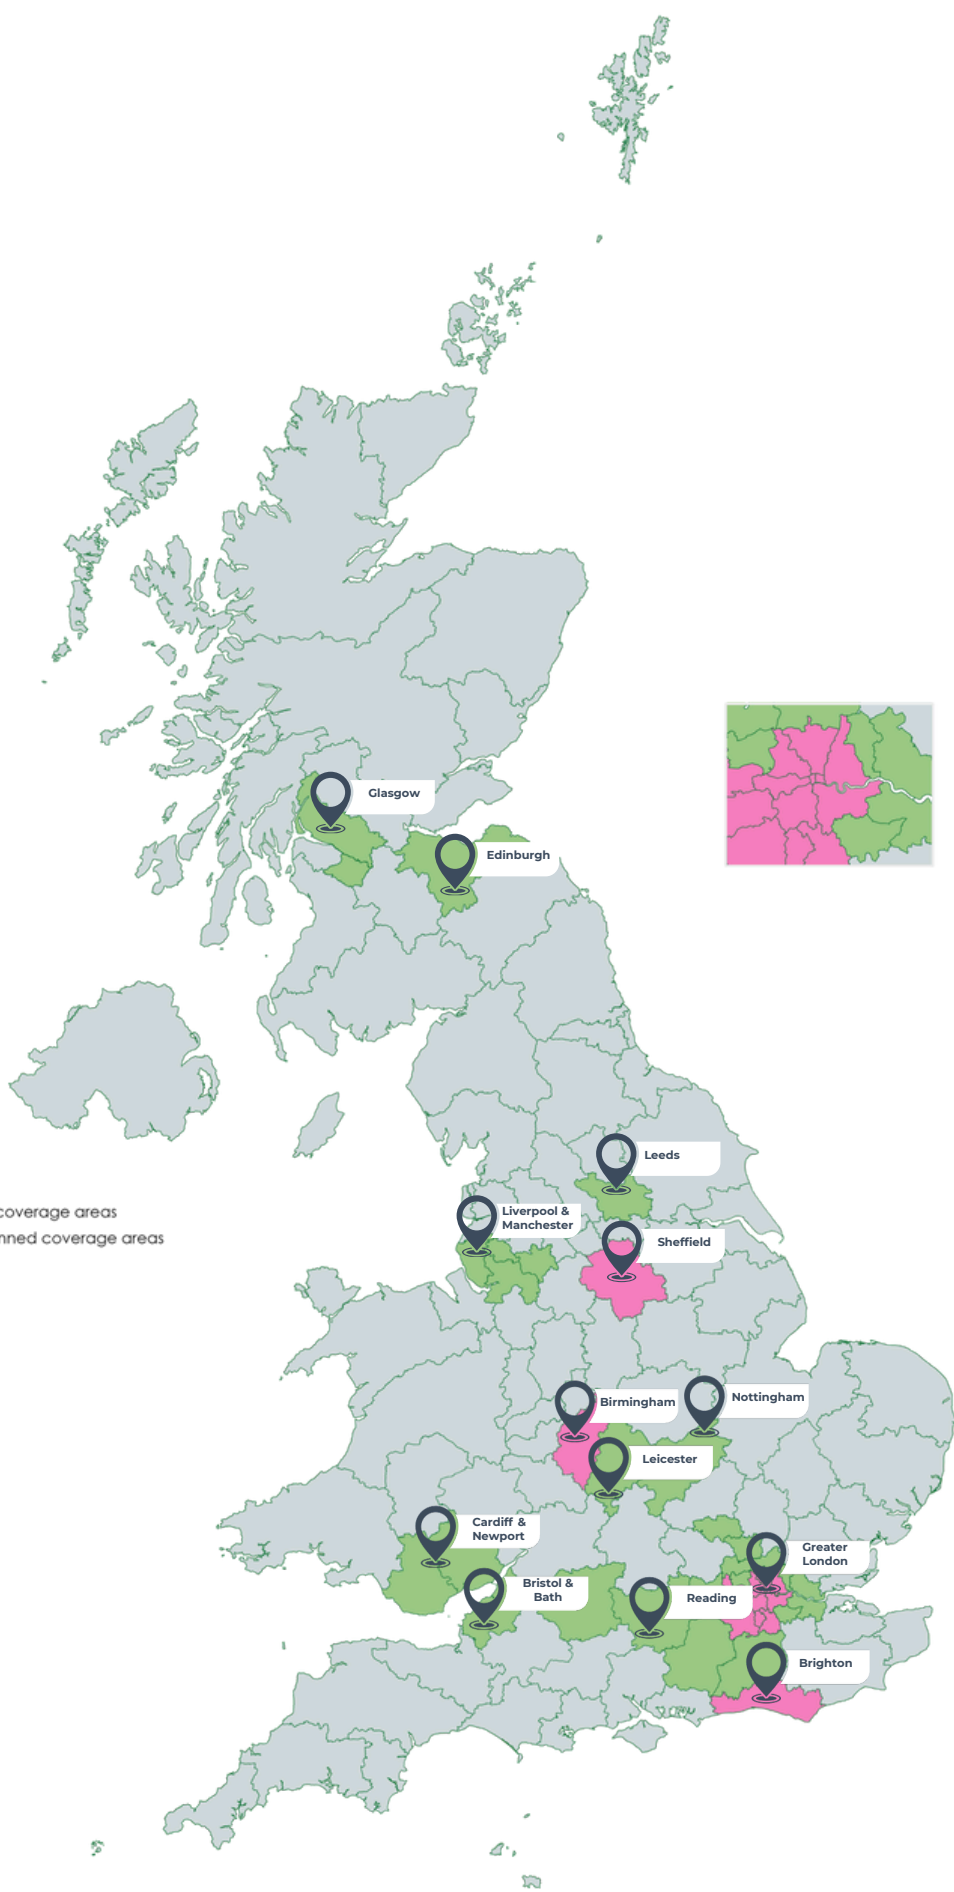 Glasgow
Edinburgh
Leeds
Liverpool &
Manchester
Sheffield
coverage areas
coverage areas
Birmingham
Nottingham
Leicester
Cardiff &
Newport
Greater
London
Bristol &
Bath
Reading
Brighton